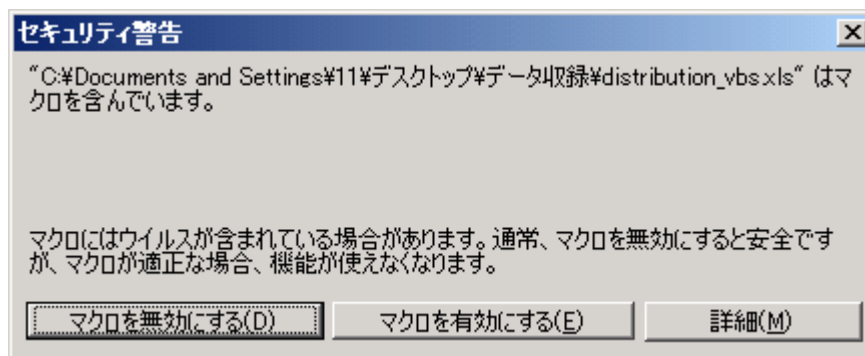 セキュリティ警告
"C:¥Documents and Settings¥11¥デスクトップ¥データ収録¥distribution_vbs.xls" はマ
クロを含んでいます。
マクロにはウイルスが含まれている場合があります。通常、マクロを無効にすると安全です
が、マクロが適正な場合、機能が使えなくなります。
マクロを無効にする(D) マクロを有効にする(E) 詳細(M)